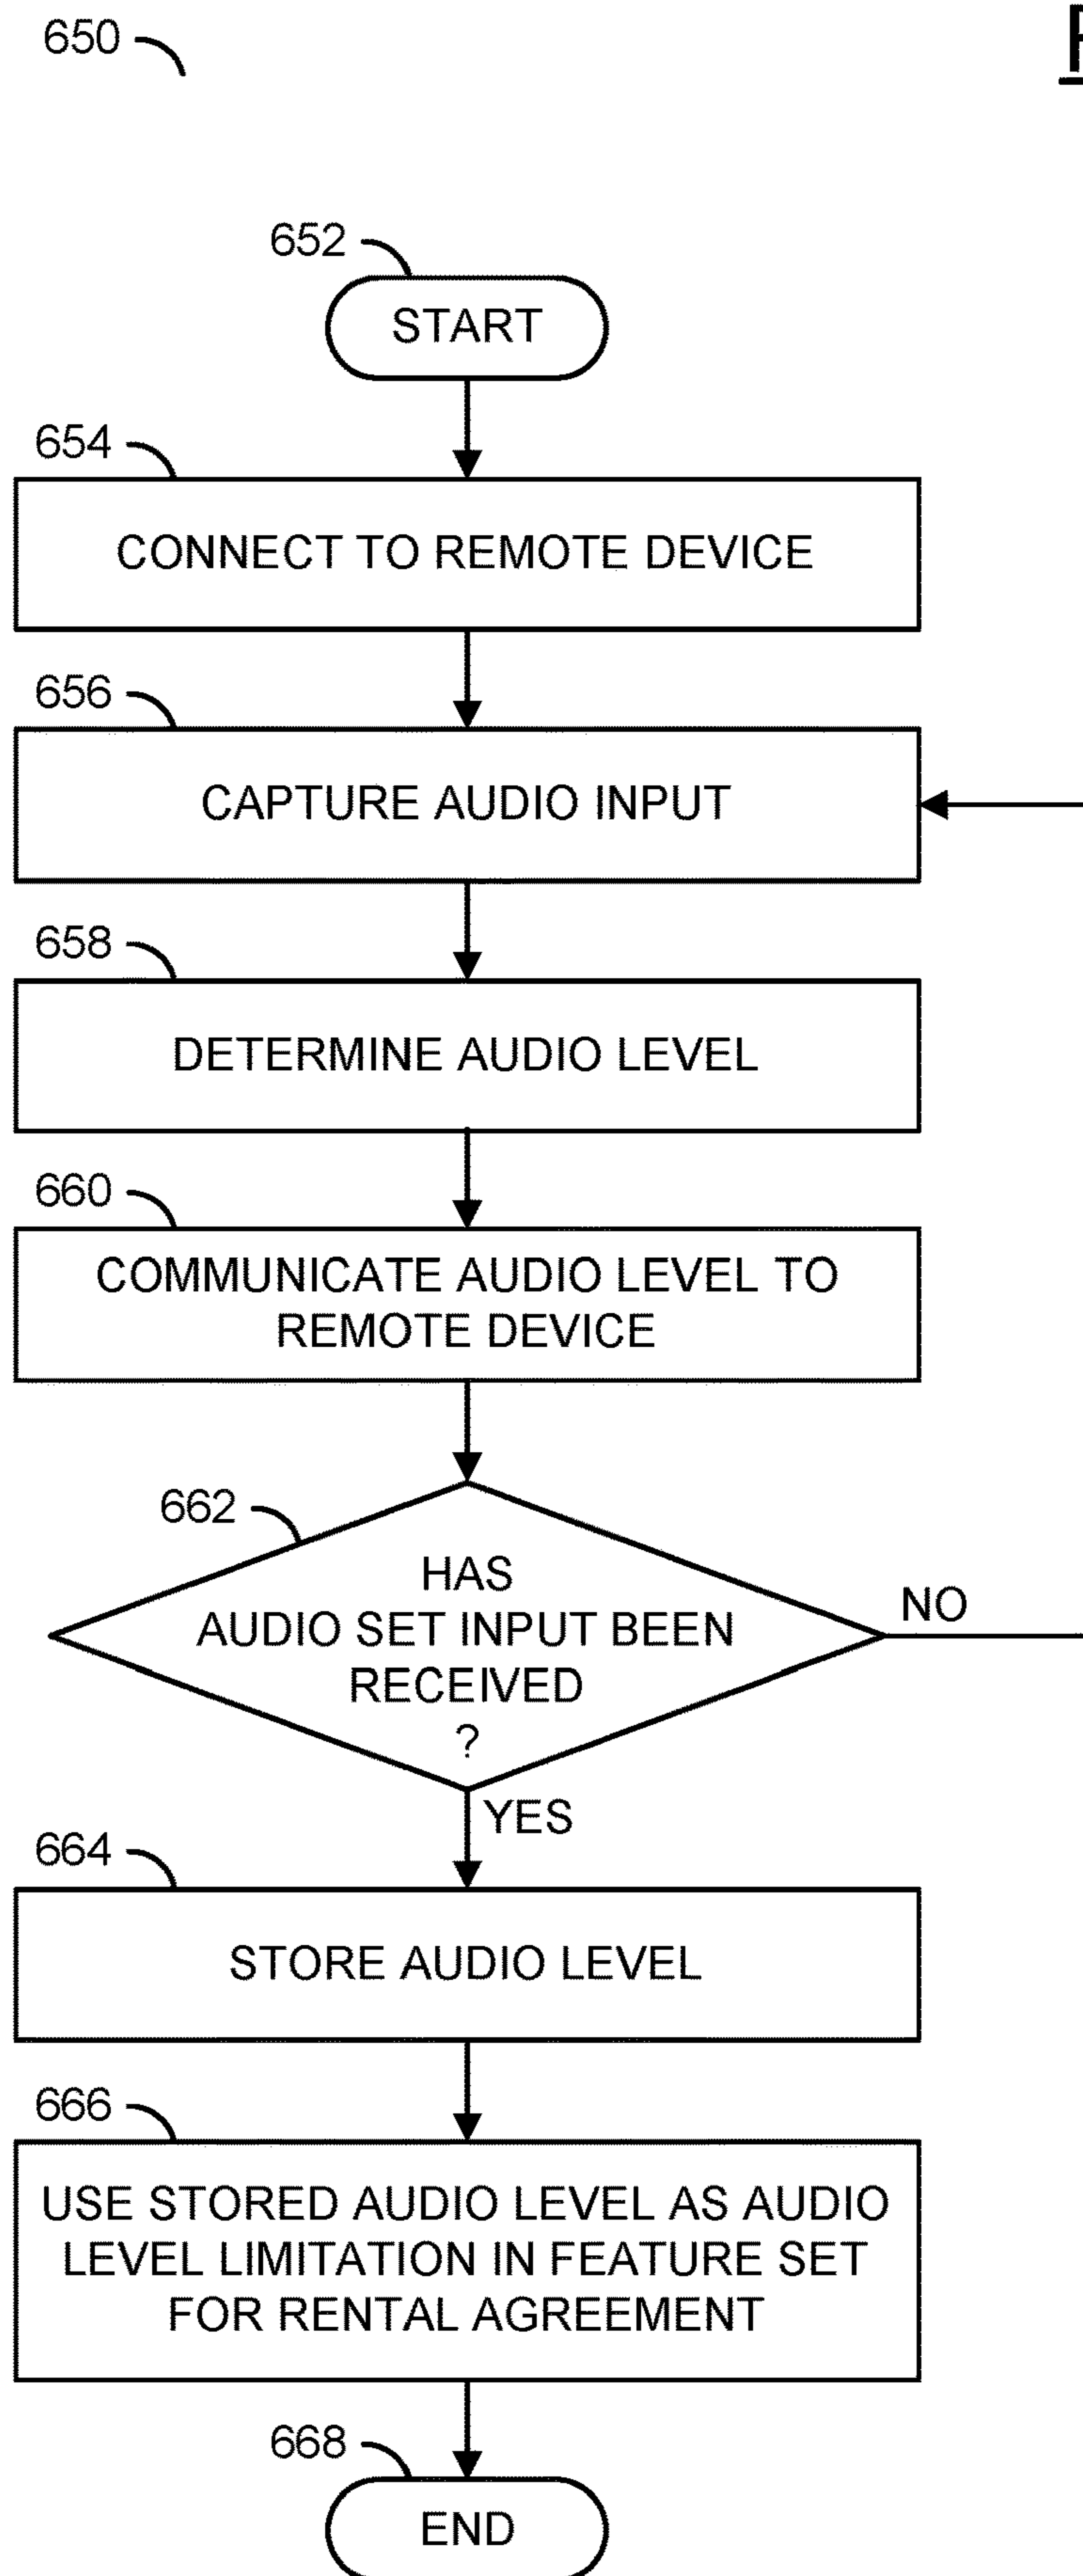 650
652
START
654
CONNECT TO REMOTE DEVICE
656
CAPTURE AUDIO INPUT
658
DETERMINE AUDIO LEVEL
660
COMMUNICATE AUDIO LEVEL TO
REMOTE DEVICE
662
HAS
AUDIO SET INPUT BEEN
RECEIVED
?
NO
YES
664
STORE AUDIO LEVEL
666
USE STORED AUDIO LEVEL AS AUDIO
LEVEL LIMITATION IN FEATURE SET
FOR RENTAL AGREEMENT
668
END